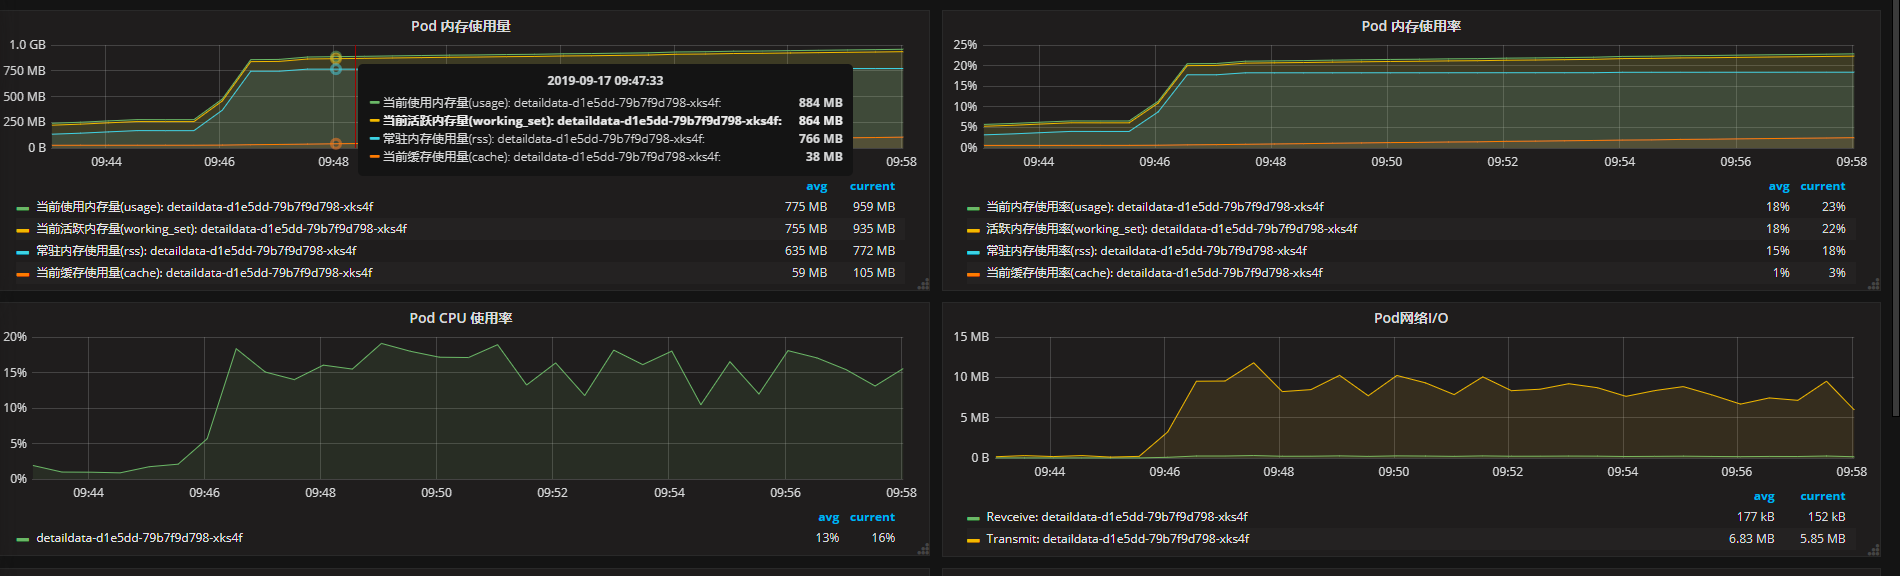 Pod 内存使用量
1.0 GB
750 MB
500 MB
250 MB
0 B
09:44
09:46
09:48
09:58
2019-09-17 09:47:33
当前使用内存量(usage): detaildata-d1e5dd-79b7f9d798-xks4f: 884 MB
当前活跃内存量(working_set): detaildata-d1e5dd-79b7f9d798-xks4f: 864 MB
常驻内存使用量(rss): detaildata-d1e5dd-79b7f9d798-xks4f: 766 MB
当前缓存使用量(cache): detaildata-d1e5dd-79b7f9d798-xks4f: 38 MB
avg current
当前使用内存量(usage): detaildata-d1e5dd-79b7f9d798-xks4f 775 MB 959 MB
当前活跃内存量(working_set): detaildata-d1e5dd-79b7f9d798-xks4f 755 MB 935 MB
常驻内存使用量(rss): detaildata-d1e5dd-79b7f9d798-xks4f 635 MB 772 MB
当前缓存使用量(cache): detaildata-d1e5dd-79b7f9d798-xks4f 59 MB 105 MB
Pod 内存使用率
25%
20%
15%
10%
5%
0%
09:44 09:46 09:48 09:50 09:52 09:54 09:56 09:58
avg current
当前内存使用率(usage): detaildata-d1e5dd-79b7f9d798-xks4f 18% 23%
活跃内存使用率(working_set): detaildata-d1e5dd-79b7f9d798-xks4f 18% 22%
常驻内存使用率(rss): detaildata-d1e5dd-79b7f9d798-xks4f 15% 18%
当前缓存使用率(cache): detaildata-d1e5dd-79b7f9d798-xks4f 1% 3%
Pod CPU 使用率
20%
15%
10%
5%
0%
09:44 09:46 09:48 09:50 09:52 09:54 09:56 09:58
avg current
detaildata-d1e5dd-79b7f9d798-xks4f 13% 16%
Pod网络I/O
15 MB
10 MB
5 MB
0 B
09:44 09:46 09:48 09:50 09:52 09:54 09:56 09:58
avg current
Revceive: detaildata-d1e5dd-79b7f9d798-xks4f 177 kB 152 kB
Transmit: detaildata-d1e5dd-79b7f9d798-xks4f 6.83 MB 5.85 MB